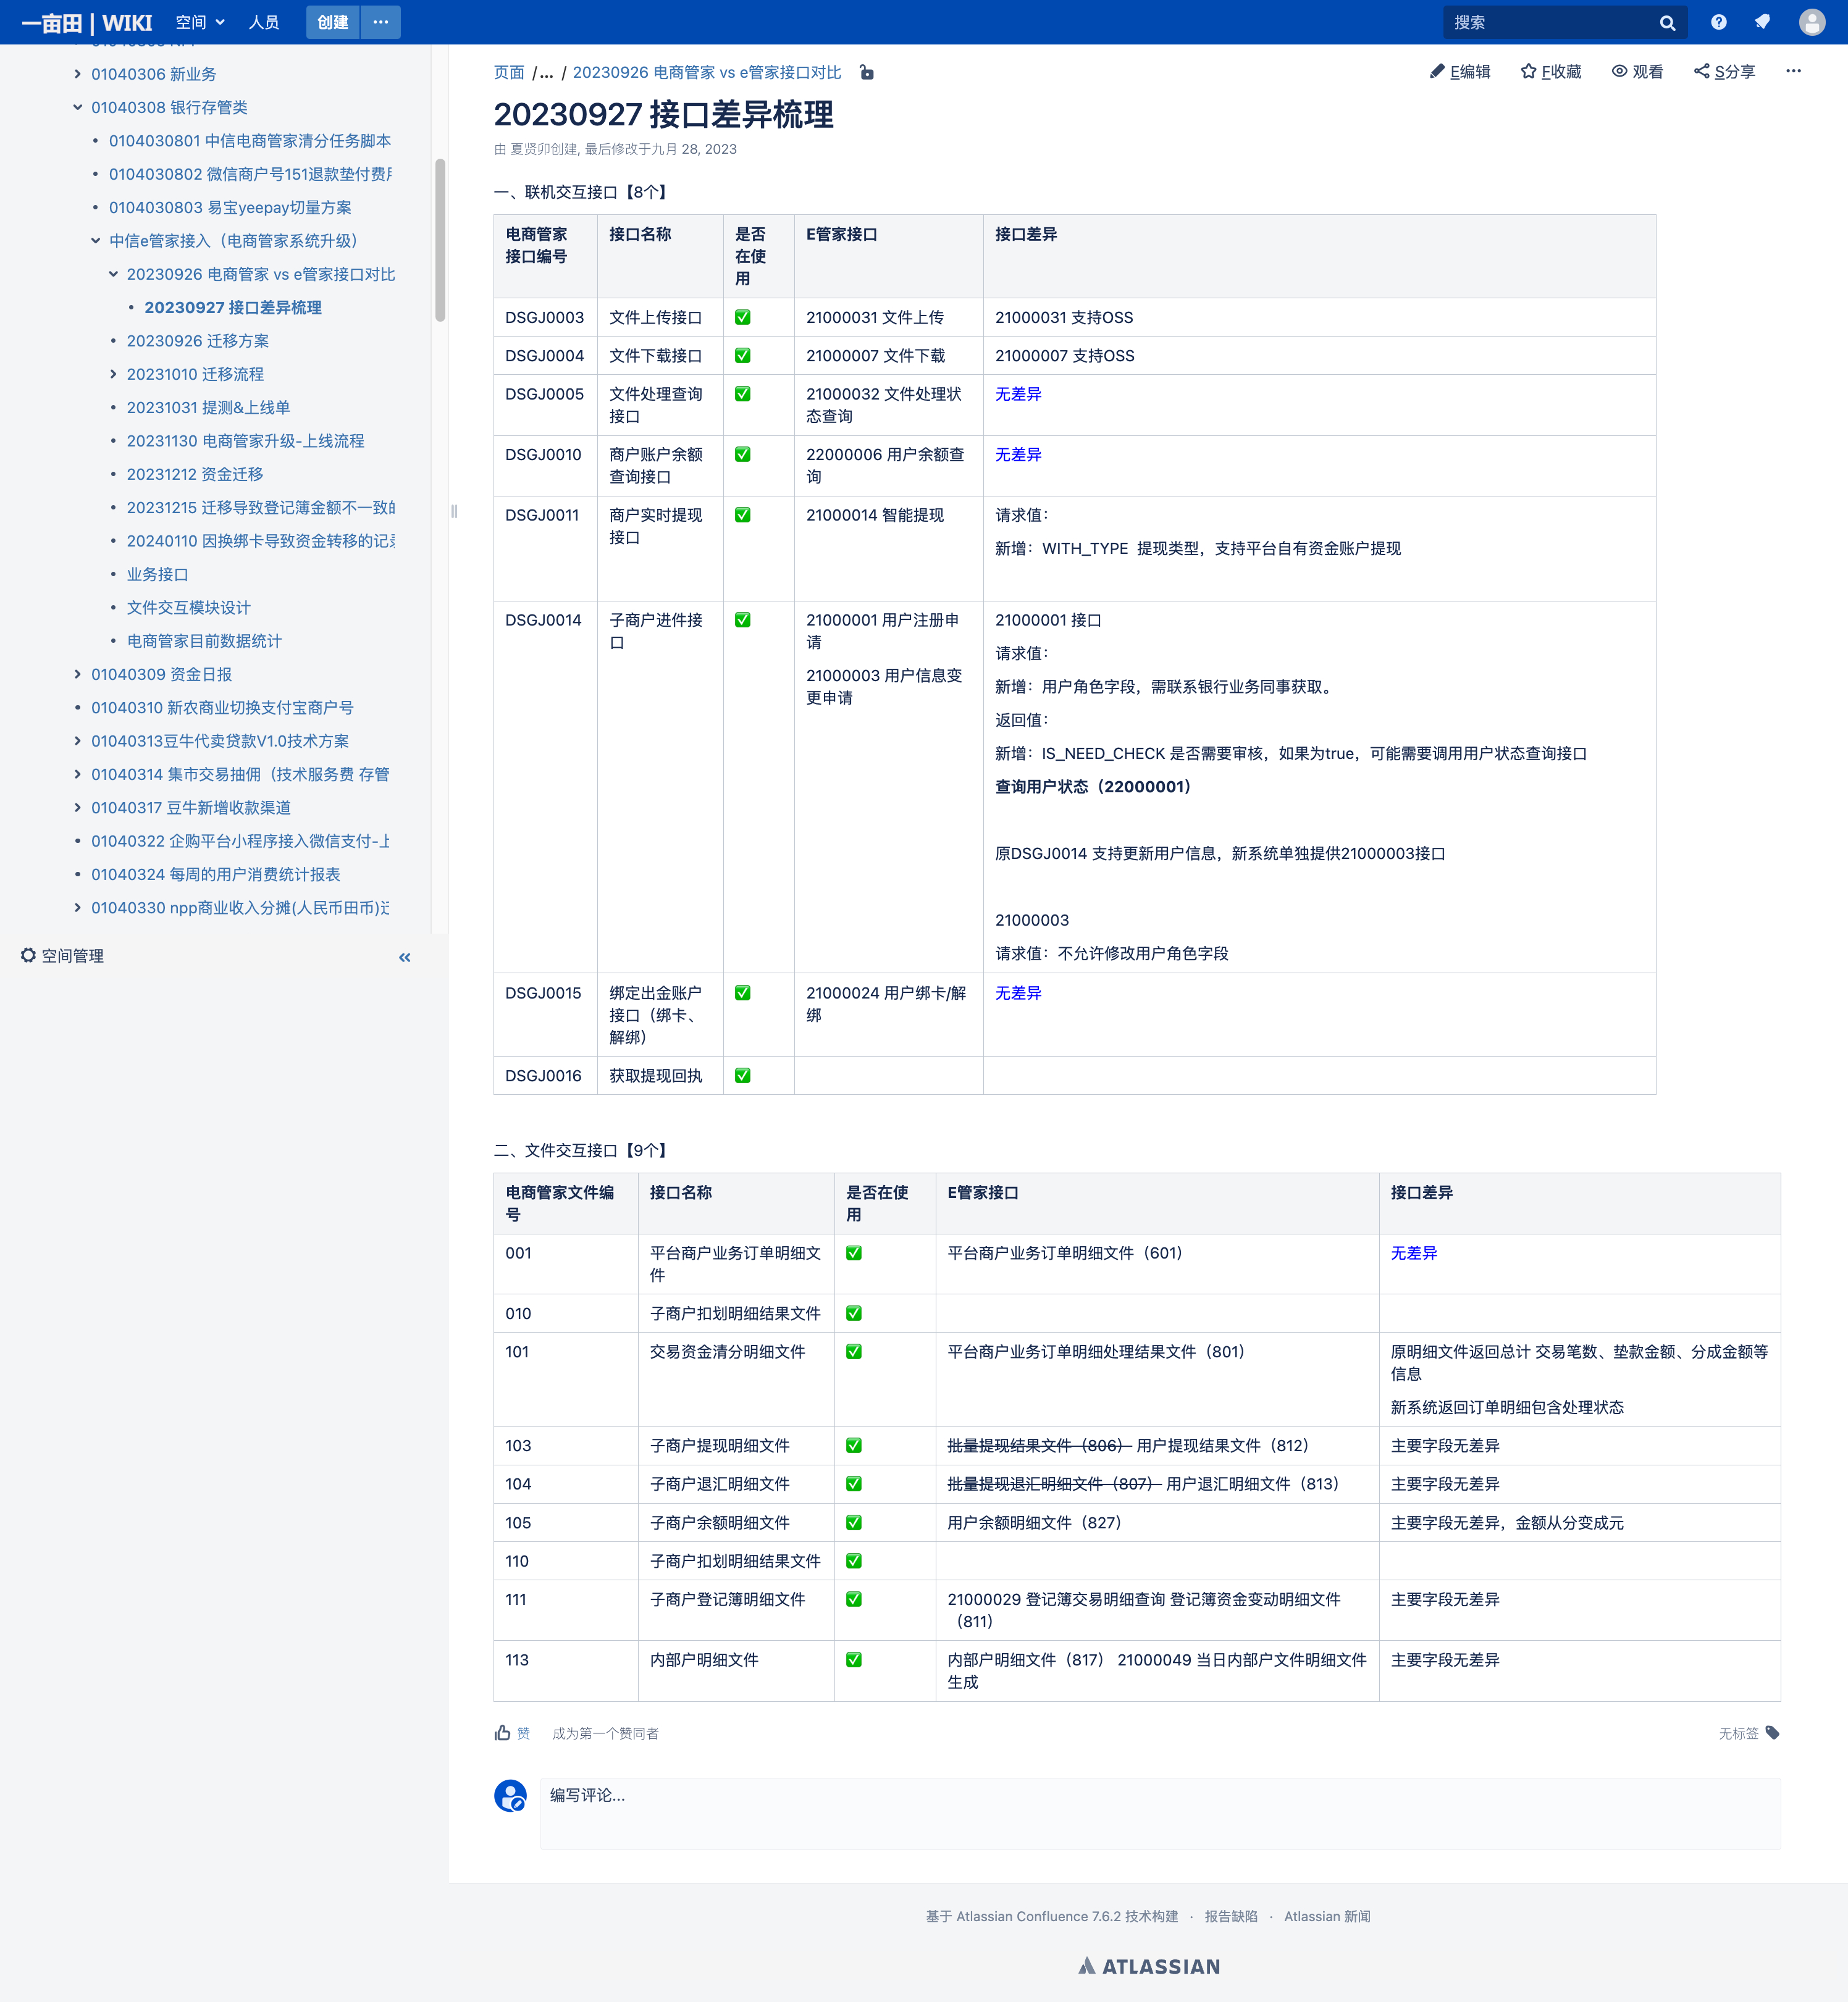 一亩田 | WIKI 空间 人员 创建 ··· 搜索
01040306 新业务
01040308 银行存管类
0104030801 中信电商管家清分任务脚本
0104030802 微信商户号151退款垫付费
0104030803 易宝yeepay切量方案
中信e管家接入（电商管家系统升级）
20230926 电商管家 vs e管家接口对比
20230927 接口差异梳理
20230926 迁移方案
20231010 迁移流程
20231031 提测&上线单
20231130 电商管家升级-上线流程
20231212 资金迁移
20231215 迁移导致登记簿金额不一致
20240110 因换绑卡导致资金转移的记
业务接口
文件交互模块设计
电商管家目前数据统计
01040309 资金日报
01040310 新农商业切换支付宝商户号
01040313豆牛代卖贷款V1.0技术方案
01040314 集市交易抽佣（技术服务费 存管
01040317 豆牛新增收款渠道
01040322 企购平台小程序接入微信支付-上
01040324 每周的用户消费统计报表
01040330 npp商业收入分摊(人民币田币)
空间管理
页面 /... / 20230926 电商管家 vs e管家接口对比
E编辑 F收藏 观看 S分享 ···
20230927 接口差异梳理
由 夏贤卯创建, 最后修改于九月 28, 2023
一、联机交互接口【8个】
电商管家接口编号 接口名称 是否在使用 E管家接口 接口差异
DSGJ0003 文件上传接口 ✅ 21000031 文件上传 21000031 支持OSS
DSGJ0004 文件下载接口 ✅ 21000007 文件下载 21000007 支持OSS
DSGJ0005 文件处理查询接口 ✅ 21000032 文件处理状态查询 无差异
DSGJ0010 商户账户余额查询接口 ✅ 22000006 用户余额查询 无差异
DSGJ0011 商户实时提现接口 ✅ 21000014 智能提现 请求值：
新增：WITH_TYPE 提现类型，支持平台自有资金账户提现
DSGJ0014 子商户进件接口 ✅ 21000001 用户注册申请
21000003 用户信息变更申请
21000001 接口
请求值：
新增：用户角色字段，需联系银行业务同事获取。
返回值：
新增：IS_NEED_CHECK 是否需要审核，如果为true，可能需要调用用户状态查询接口
查询用户状态（22000001）
原DSGJ0014 支持更新用户信息，新系统单独提供21000003接口
21000003
请求值：不允许修改用户角色字段
DSGJ0015 绑定出金账户接口（绑卡、解绑） ✅ 21000024 用户绑卡/解绑 无差异
DSGJ0016 获取提现回执 ✅
二、文件交互接口【9个】
电商管家文件编号 接口名称 是否在使用 E管家接口 接口差异
001 平台商户业务订单明细文件 ✅ 平台商户业务订单明细文件（601） 无差异
010 子商户扣划明细结果文件 ✅
101 交易资金清分明细文件 ✅ 平台商户业务订单明细处理结果文件（801） 原明细文件返回总计 交易笔数、垫款金额、分成金额等信息
新系统返回订单明细包含处理状态
103 子商户提现明细文件 ✅ 批量提现结果文件（806） 用户提现结果文件（812） 主要字段无差异
104 子商户退汇明细文件 ✅ 批量提现退汇明细文件（807） 用户退汇明细文件（813） 主要字段无差异
105 子商户余额明细文件 ✅ 用户余额明细文件（827） 主要字段无差异，金额从分变成元
110 子商户扣划明细结果文件 ✅
111 子商户登记簿明细文件 ✅ 21000029 登记簿交易明细查询 登记簿资金变动明细文件（811） 主要字段无差异
113 内部户明细文件 ✅ 内部户明细文件（817） 21000049 当日内部户文件明细文件生成 主要字段无差异
赞 成为第一个赞同者 无标签
编写评论...
基于 Atlassian Confluence 7.6.2 技术构建 · 报告缺陷 · Atlassian 新闻
ATLASSIAN